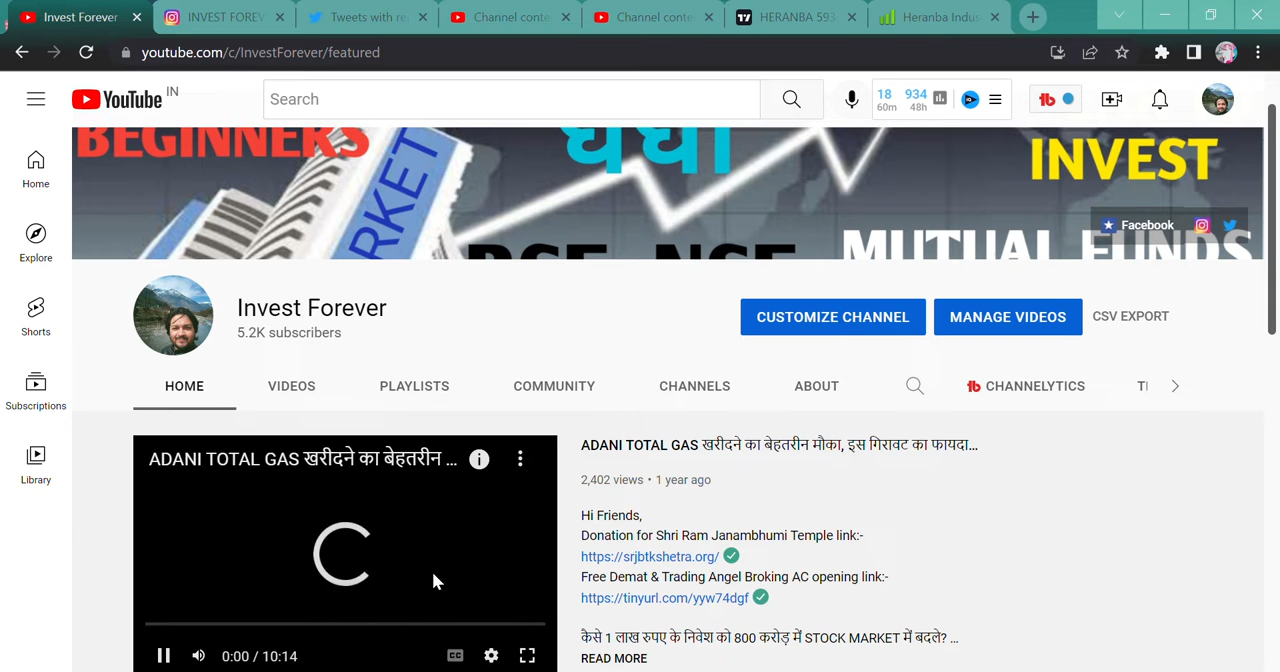 Invest Forever
INVEST FOREV
Tweets with re
Channel conte
Channel conte
HERANBA 593
Heranba Indus
youtube.com/c/InvestForever/featured
YouTube IN
Search
18 60m 934 48h
Home
Explore
Shorts
Subscriptions
Library
BEGINNERS
MARKET
धंधा
INVEST
BSE NSE
MUTUAL FUNDS
Facebook
Invest Forever
5.2K subscribers
CUSTOMIZE CHANNEL
MANAGE VIDEOS
CSV EXPORT
HOME
VIDEOS
PLAYLISTS
COMMUNITY
CHANNELS
ABOUT
CHANNELYTICS
ADANI TOTAL GAS खरीदने का बेहतरीन ...
0:00 / 10:14
CC
ADANI TOTAL GAS खरीदने का बेहतरीन मौका, इस गिरावट का फायदा...
2,402 views • 1 year ago
Hi Friends,
Donation for Shri Ram Janambhumi Temple link:-
https://srjbtkshetra.org/
Free Demat & Trading Angel Broking AC opening link:-
https://tinyurl.com/yyw74dgf
कैसे 1 लाख रुपए के निवेश को 800 करोड़ में STOCK MARKET में बदले? ...
READ MORE